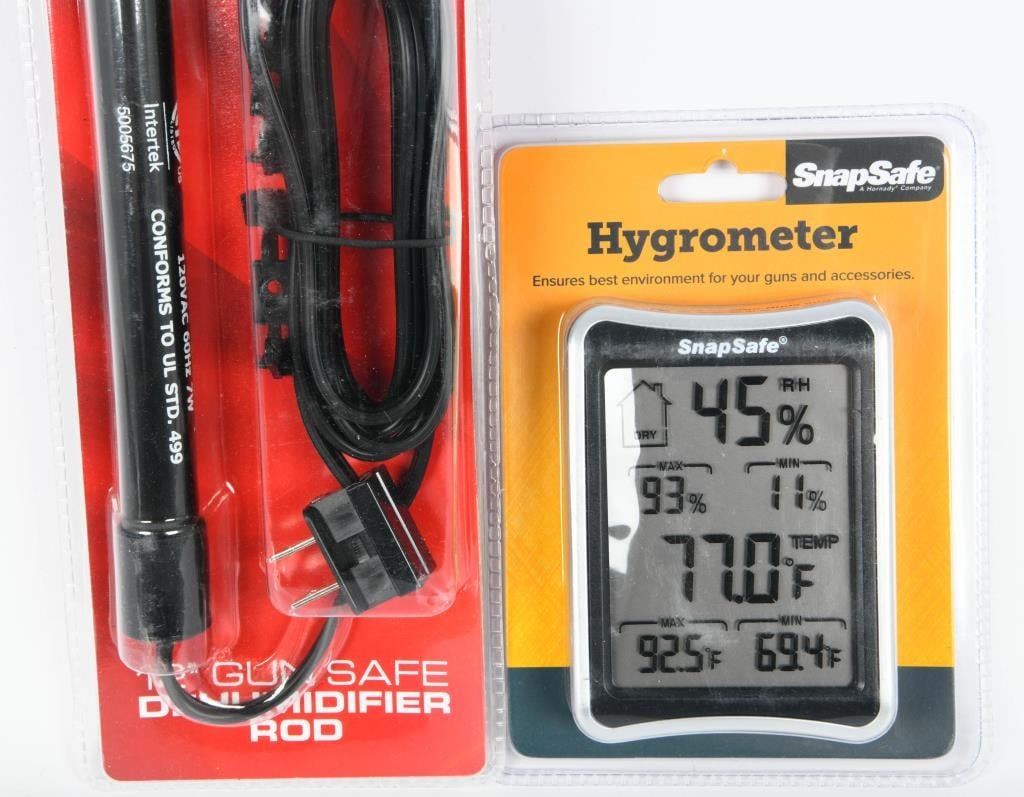 Intertek
5005675
120VAC 60Hz 7W
CONFORMS TO UL STD. 499
GUN SAFE
DEHUMIDIFIER
ROD
SnapSafe
A Hornady® Company
Hygrometer
Ensures best environment for your guns and accessories.
SnapSafe®
DRY
45% RH
MAX MIN
93% 11%
77.0°F TEMP
MAX MIN
92.5°F 69.4°F